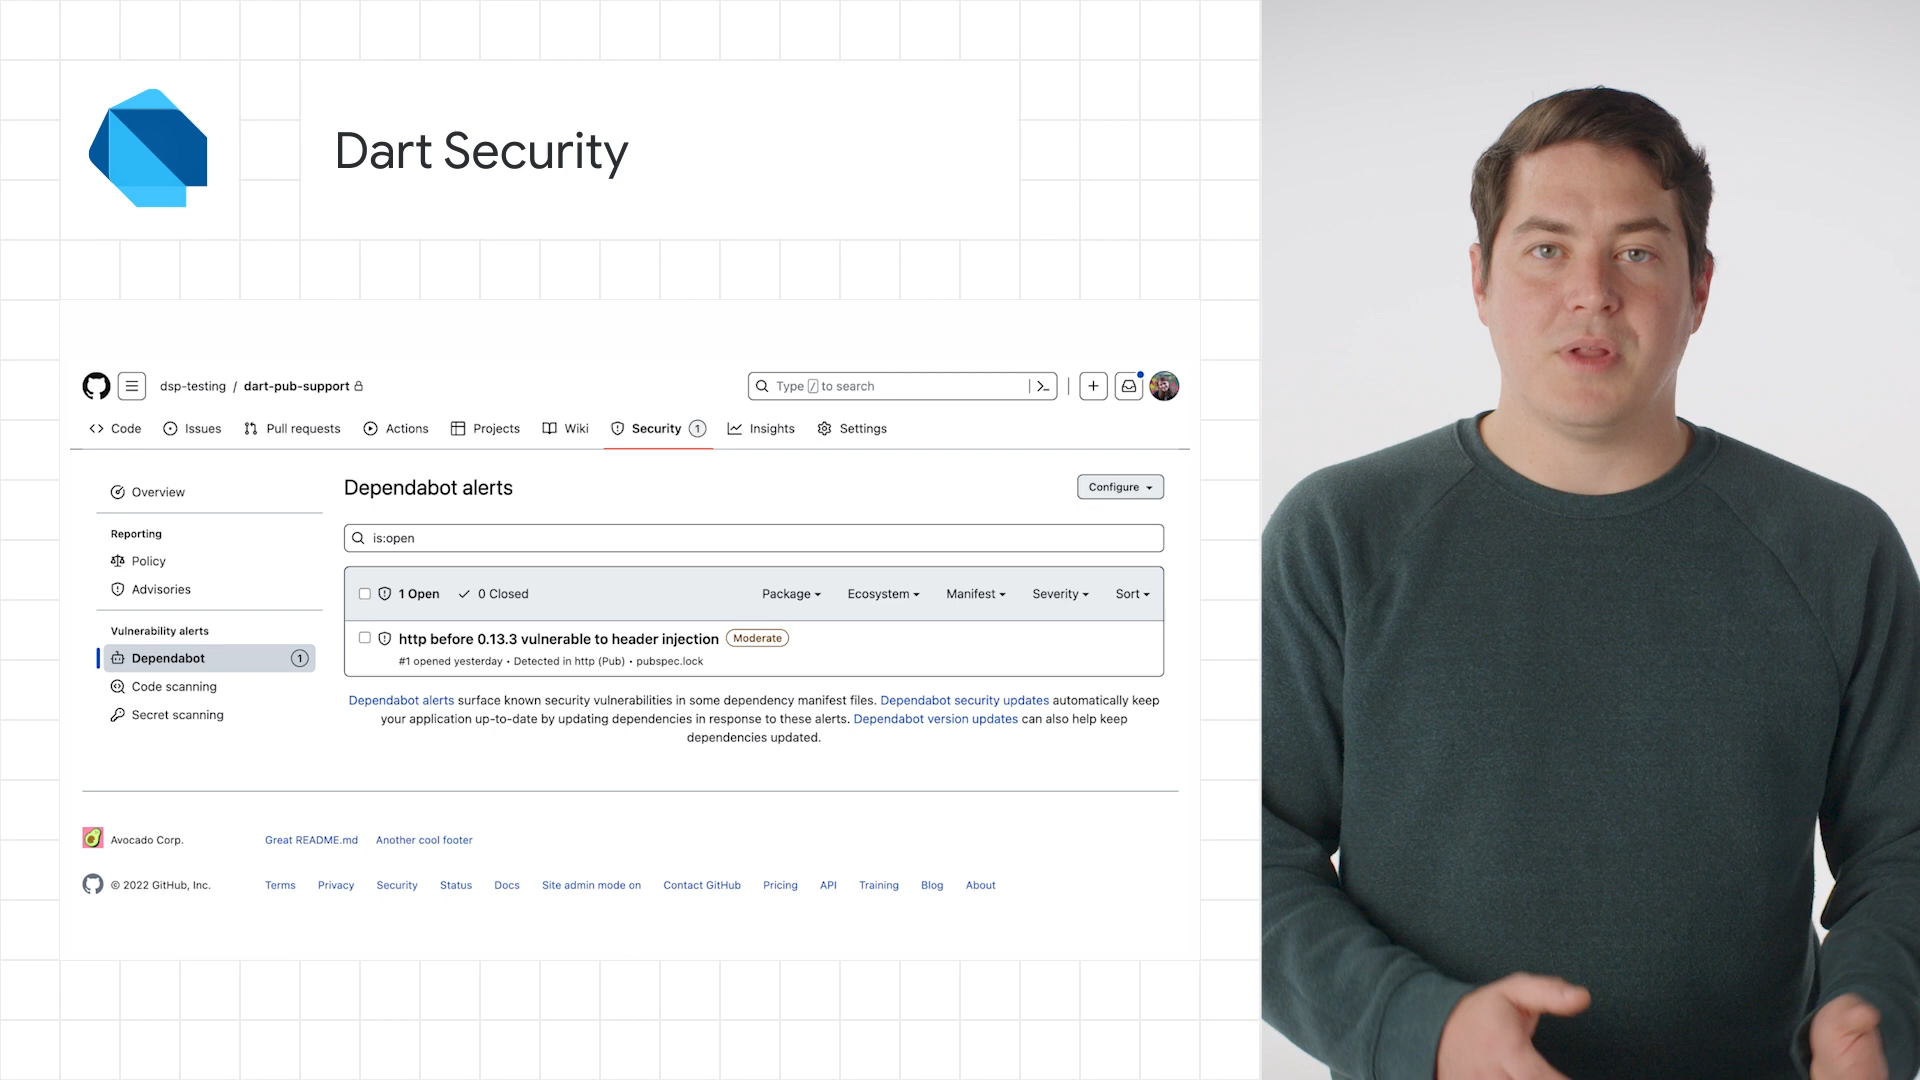 Dart Security
dsp-testing / dart-pub-support
Type / to search
Code Issues Pull requests Actions Projects Wiki Security 1 Insights Settings
Overview
Reporting
Policy
Advisories
Vulnerability alerts
Dependabot 1
Code scanning
Secret scanning
Dependabot alerts
Configure
is:open
1 Open 0 Closed Package Ecosystem Manifest Severity Sort
http before 0.13.3 vulnerable to header injection Moderate
#1 opened yesterday • Detected in http (Pub) • pubspec.lock
Dependabot alerts surface known security vulnerabilities in some dependency manifest files. Dependabot security updates automatically keep
your application up-to-date by updating dependencies in response to these alerts. Dependabot version updates can also help keep
dependencies updated.
Avocado Corp. Great README.md Another cool footer
© 2022 GitHub, Inc. Terms Privacy Security Status Docs Site admin mode on Contact GitHub Pricing API Training Blog About